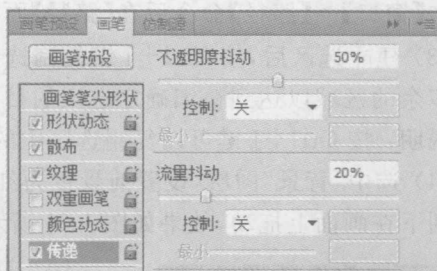 画笔预设 画笔 仿制源
画笔预设 不透明度抖动 50%
画笔笔尖形状
形状动态 控制: 关
散布 最小
纹理 流量抖动 20%
双重画笔
颜色动态 控制: 关
传递 最小